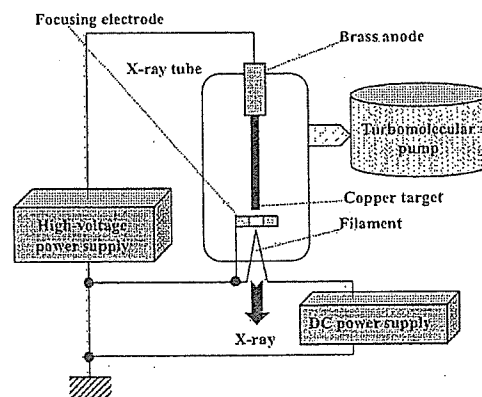 Focusing electrode
Brass anode
X-ray tube
Turbomolecular
pump
Copper target
Filament
High-voltage
power supply
DC power supply
X-ray